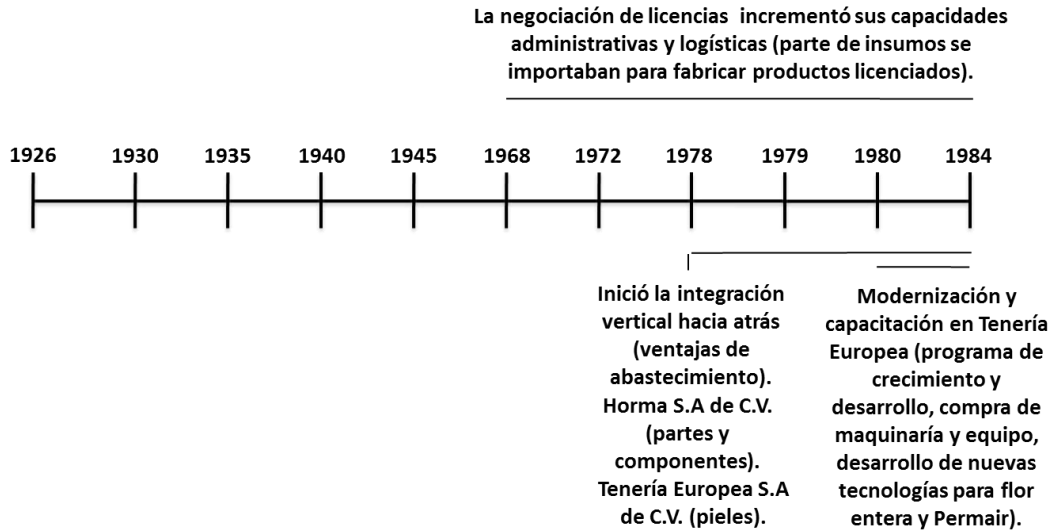 La negociación de licencias incrementó sus capacidades
administrativas y logísticas (parte de insumos se
importaban para fabricar productos licenciados).
1926 1930 1935 1940 1945 1968 1972 1978 1979 1980 1984
Inició la integración
vertical hacia atrás
(ventajas de
abastecimiento).
Horma S.A de C.V.
(partes y
componentes).
Tenería Europea S.A
de C.V. (pieles).
Modernización y
capacitación en Tenería
Europea (programa de
crecimiento y
desarrollo, compra de
maquinaría y equipo,
desarrollo de nuevas
tecnologías para flor
entera y Permair).